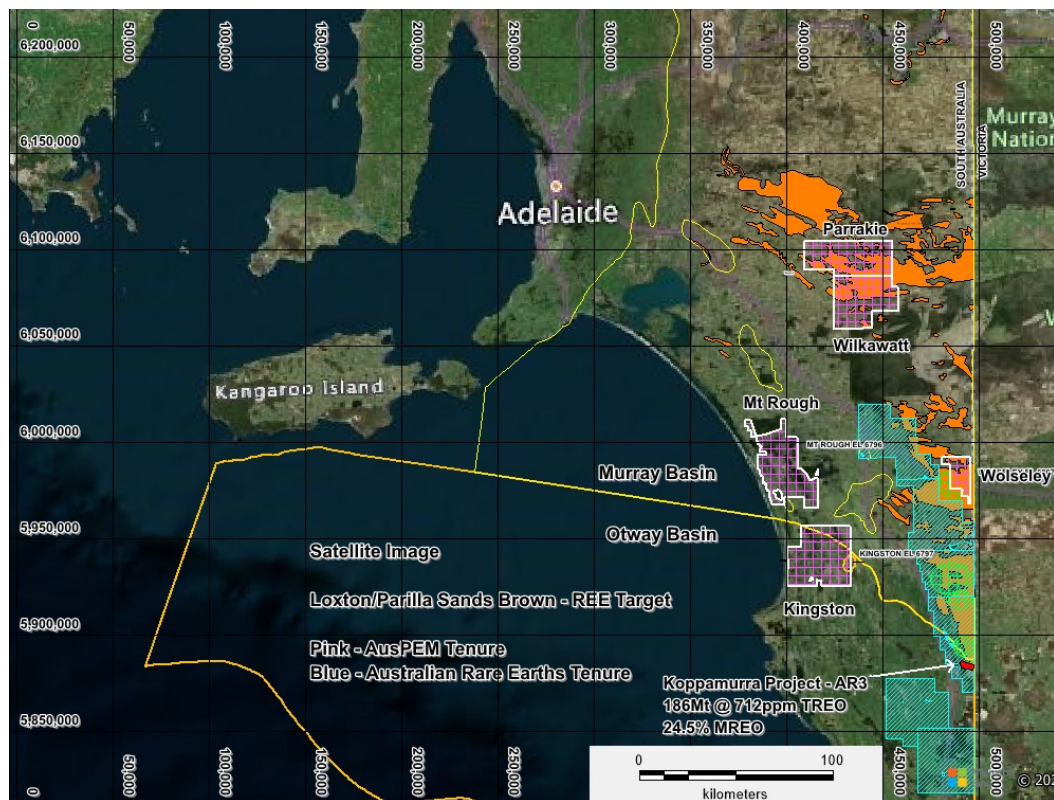 0
50,000
100,000
150,000
200,000
250,000
300,000
350,000
400,000
450,000
500,000
6,200,000
6,150,000
6,100,000
6,050,000
6,000,000
5,950,000
5,900,000
5,850,000
SOUTH AUSTRALIA
VICTORIA
Murray
Nation
Adelaide
Parrakie
Wilkawatt
Kangaroo Island
Mt Rough
MT ROUGH EL 6796
Murray Basin
Wolseley
Otway Basin
KINGSTON EL 6797
Kingston
Satellite Image
Loxton/Parilla Sands Brown - REE Target
Pink - AusPEM Tenure
Blue - Australian Rare Earths Tenure
Koppamurra Project - AR3
186Mt @ 712ppm TREO
24.5% MREO
0
100
kilometers
0
50,000
100,000
150,000
200,000
250,000
450,000
500,000
© 202